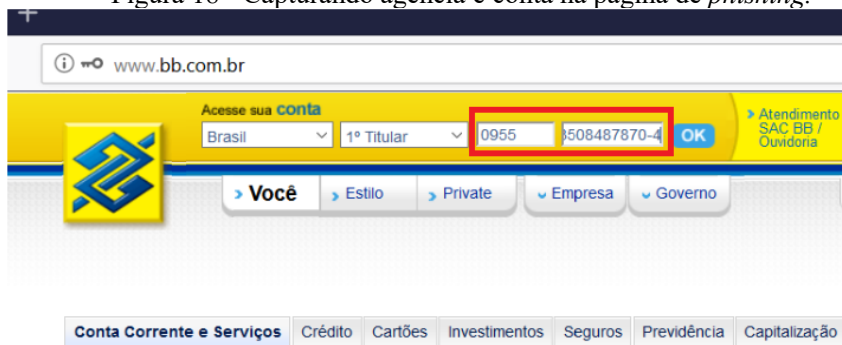 Figura 18 - Capturando agência e conta na página de phishing.
www.bb.com.br
Acesse sua conta
Brasil 1º Titular 0955 3508487870-4 OK
Atendimento
SAC BB /
Ouvidoria
Você Estilo Private Empresa Governo
Conta Corrente e Serviços Crédito Cartões Investimentos Seguros Previdência Capitalização